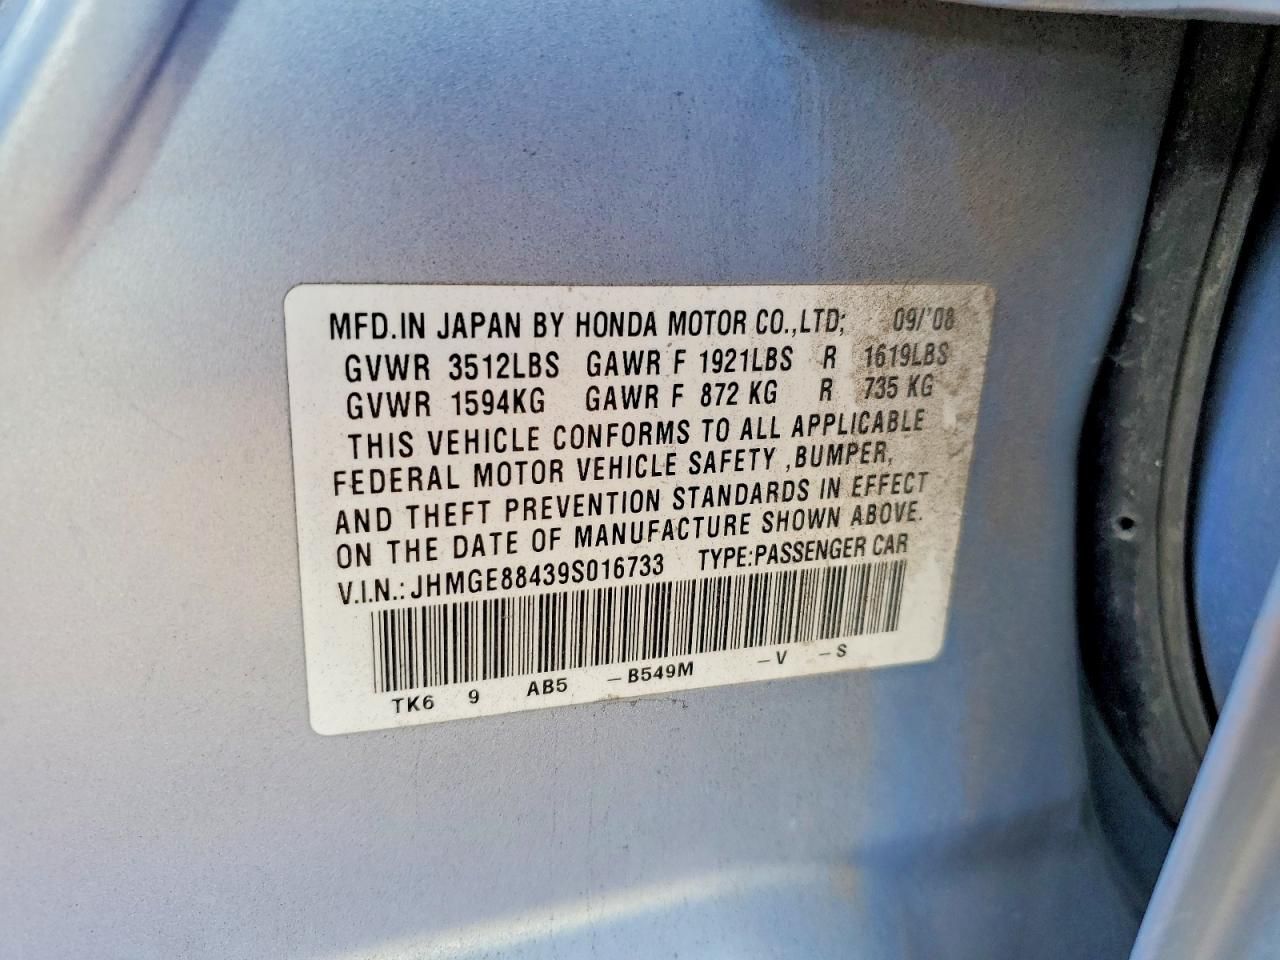 MFD.IN JAPAN BY HONDA MOTOR CO.,LTD; 09/'08
GVWR 3512LBS GAWR F 1921LBS R 1619LBS
GVWR 1594KG GAWR F 872 KG R 735 KG
THIS VEHICLE CONFORMS TO ALL APPLICABLE
FEDERAL MOTOR VEHICLE SAFETY ,BUMPER,
AND THEFT PREVENTION STANDARDS IN EFFECT
ON THE DATE OF MANUFACTURE SHOWN ABOVE.
V.I.N.: JHMGE88439S016733 TYPE:PASSENGER CAR
TK6 9 AB5 –B549M –V –S